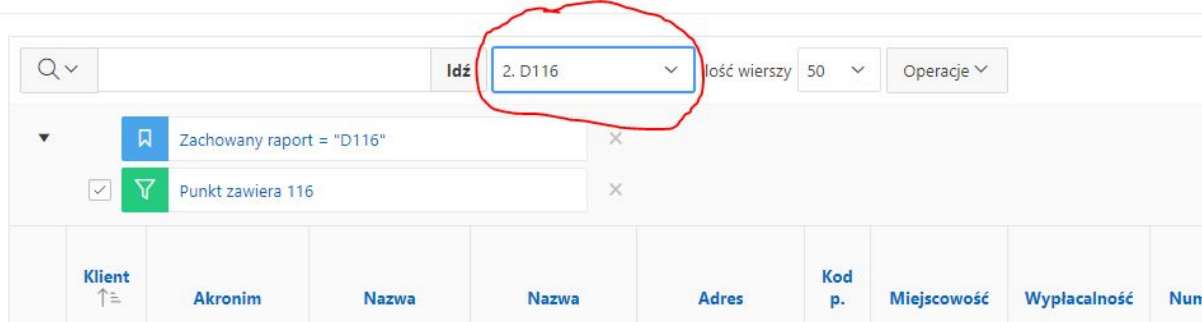 Idź 2. D116 ilość wierszy 50 Operacje
Zachowany raport = "D116"
Punkt zawiera 116
Klient Akronim Nazwa Nazwa Adres Kod p. Miejscowość Wypłacalność